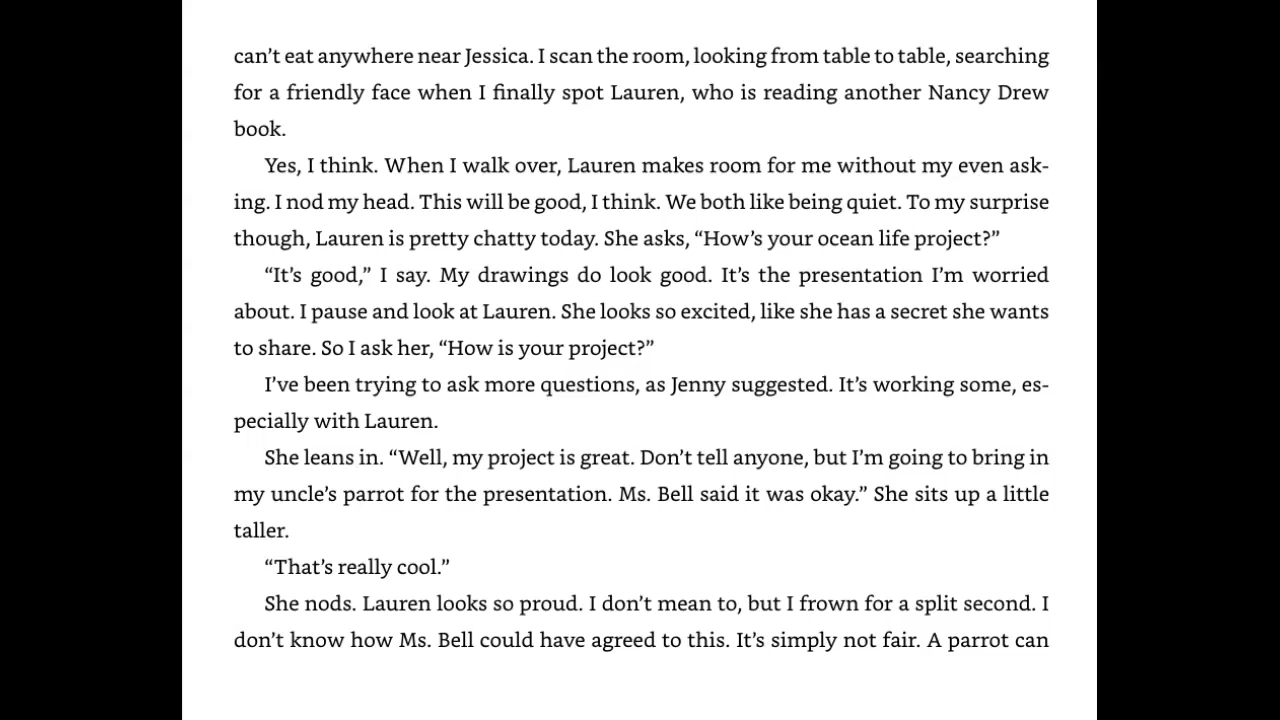 can’t eat anywhere near Jessica. I scan the room, looking from table to table, searching
for a friendly face when I finally spot Lauren, who is reading another Nancy Drew
book.
Yes, I think. When I walk over, Lauren makes room for me without my even ask-
ing. I nod my head. This will be good, I think. We both like being quiet. To my surprise
though, Lauren is pretty chatty today. She asks, “How’s your ocean life project?”
“It’s good,” I say. My drawings do look good. It’s the presentation I’m worried
about. I pause and look at Lauren. She looks so excited, like she has a secret she wants
to share. So I ask her, “How is your project?”
I’ve been trying to ask more questions, as Jenny suggested. It’s working some, es-
pecially with Lauren.
She leans in. “Well, my project is great. Don’t tell anyone, but I’m going to bring in
my uncle’s parrot for the presentation. Ms. Bell said it was okay.” She sits up a little
taller.
“That’s really cool.”
She nods. Lauren looks so proud. I don’t mean to, but I frown for a split second. I
don’t know how Ms. Bell could have agreed to this. It’s simply not fair. A parrot can